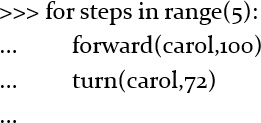 >>> for steps in range(5):
...     forward(carol,100)
...     turn(carol,72)
...